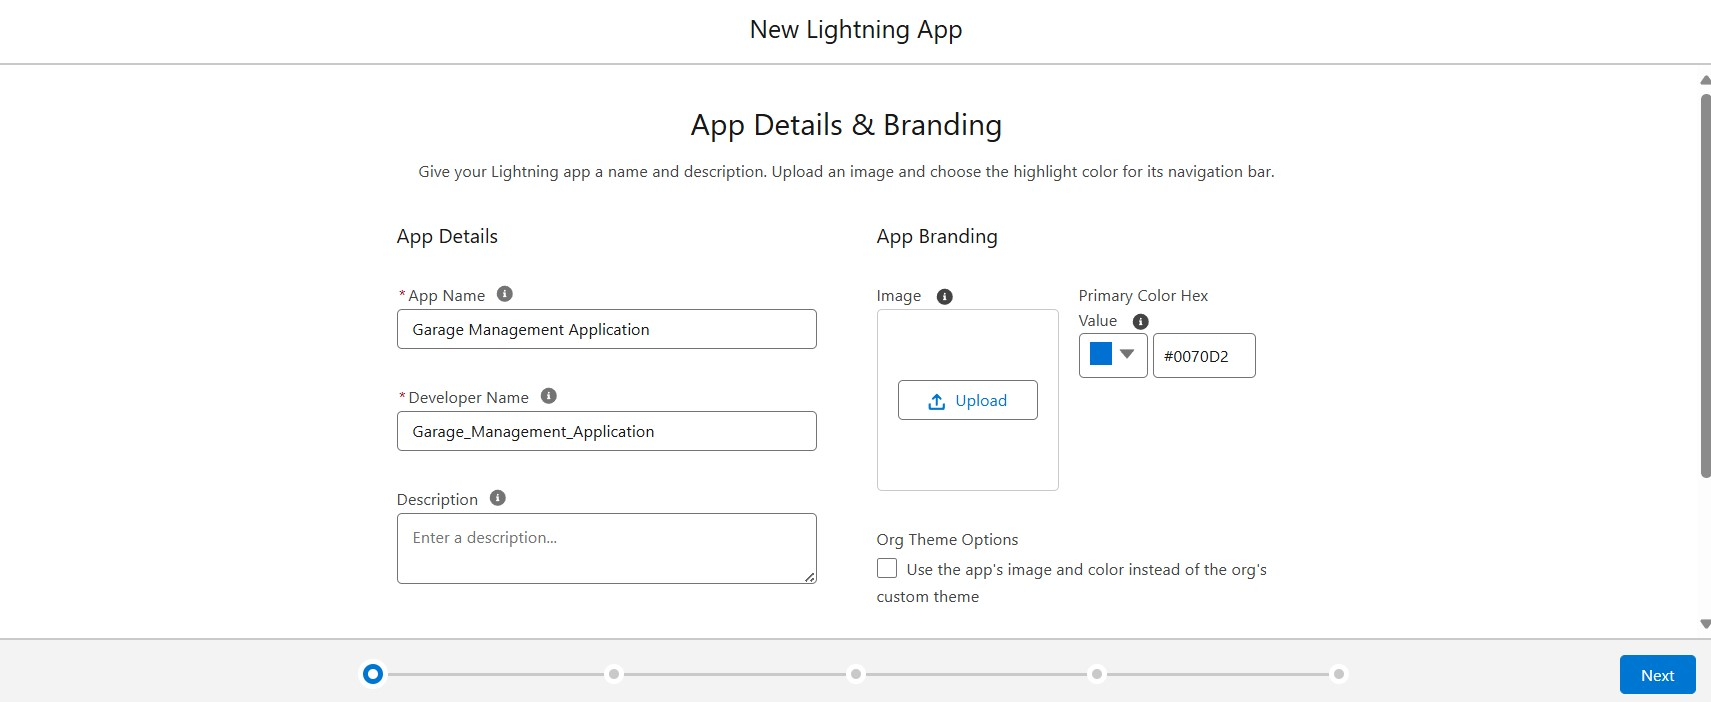 New Lightning App
App Details & Branding
Give your Lightning app a name and description. Upload an image and choose the highlight color for its navigation bar.
App Details
* App Name
Garage Management Application
* Developer Name
Garage_Management_Application
Description
Enter a description...
App Branding
Image
Upload
Primary Color Hex
Value
#0070D2
Org Theme Options
Use the app's image and color instead of the org's
custom theme
Next